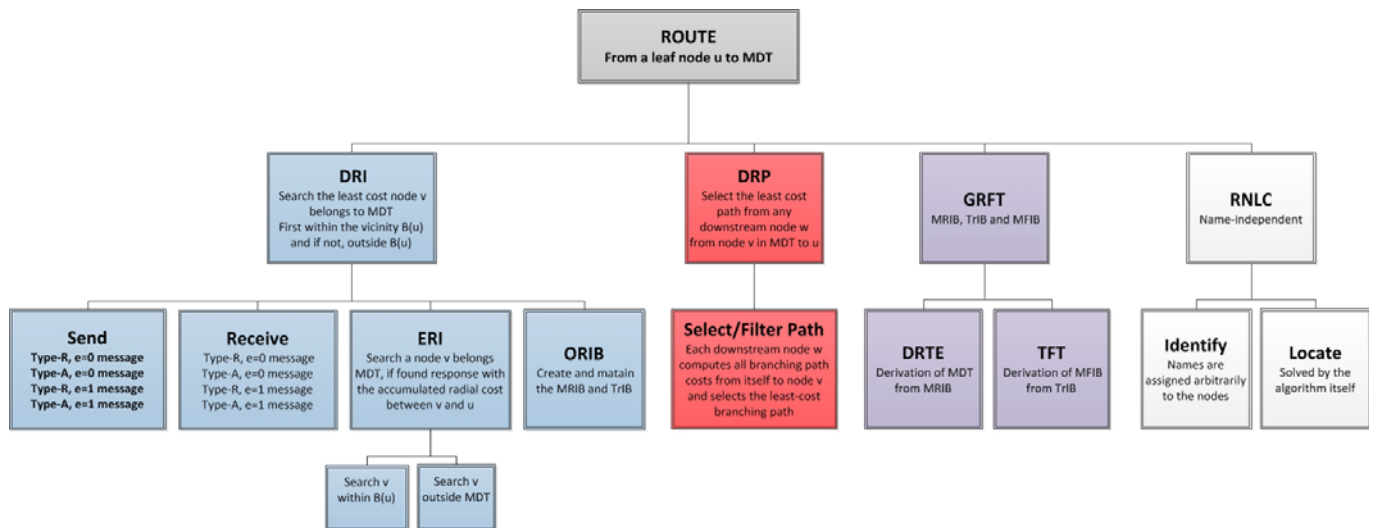 ROUTE
From a leaf node u to MDT
DRI
Search the least cost node v
belongs to MDT
First within the vicinity B(u)
and if not, outside B(u)
DRP
Select the least cost
path from any
downstream node w
from node v in MDT to u
GRFT
MRIB, TrIB and MFIB
RNLC
Name-independent
Send
Type-R, e=0 message
Type-A, e=0 message
Type-R, e=1 message
Type-A, e=1 message
Receive
Type-R, e=0 message
Type-A, e=0 message
Type-R, e=1 message
Type-A, e=1 message
ERI
Search a node v belongs
MDT, if found response with
the accumulated radial cost
between v and u
ORIB
Create and matain
the MRIB and TrIB
Select/Filter Path
Each downstream node w
computes all branching path
costs from itself to node v
and selects the least-cost
branching path
DRTE
Derivation of MDT
from MRIB
TFT
Derivation of MFIB
from TrIB
Identify
Names are
assigned arbitrarily
to the nodes
Locate
Solved by the
algorithm itself
Search v
within B(u)
Search v
outside MDT